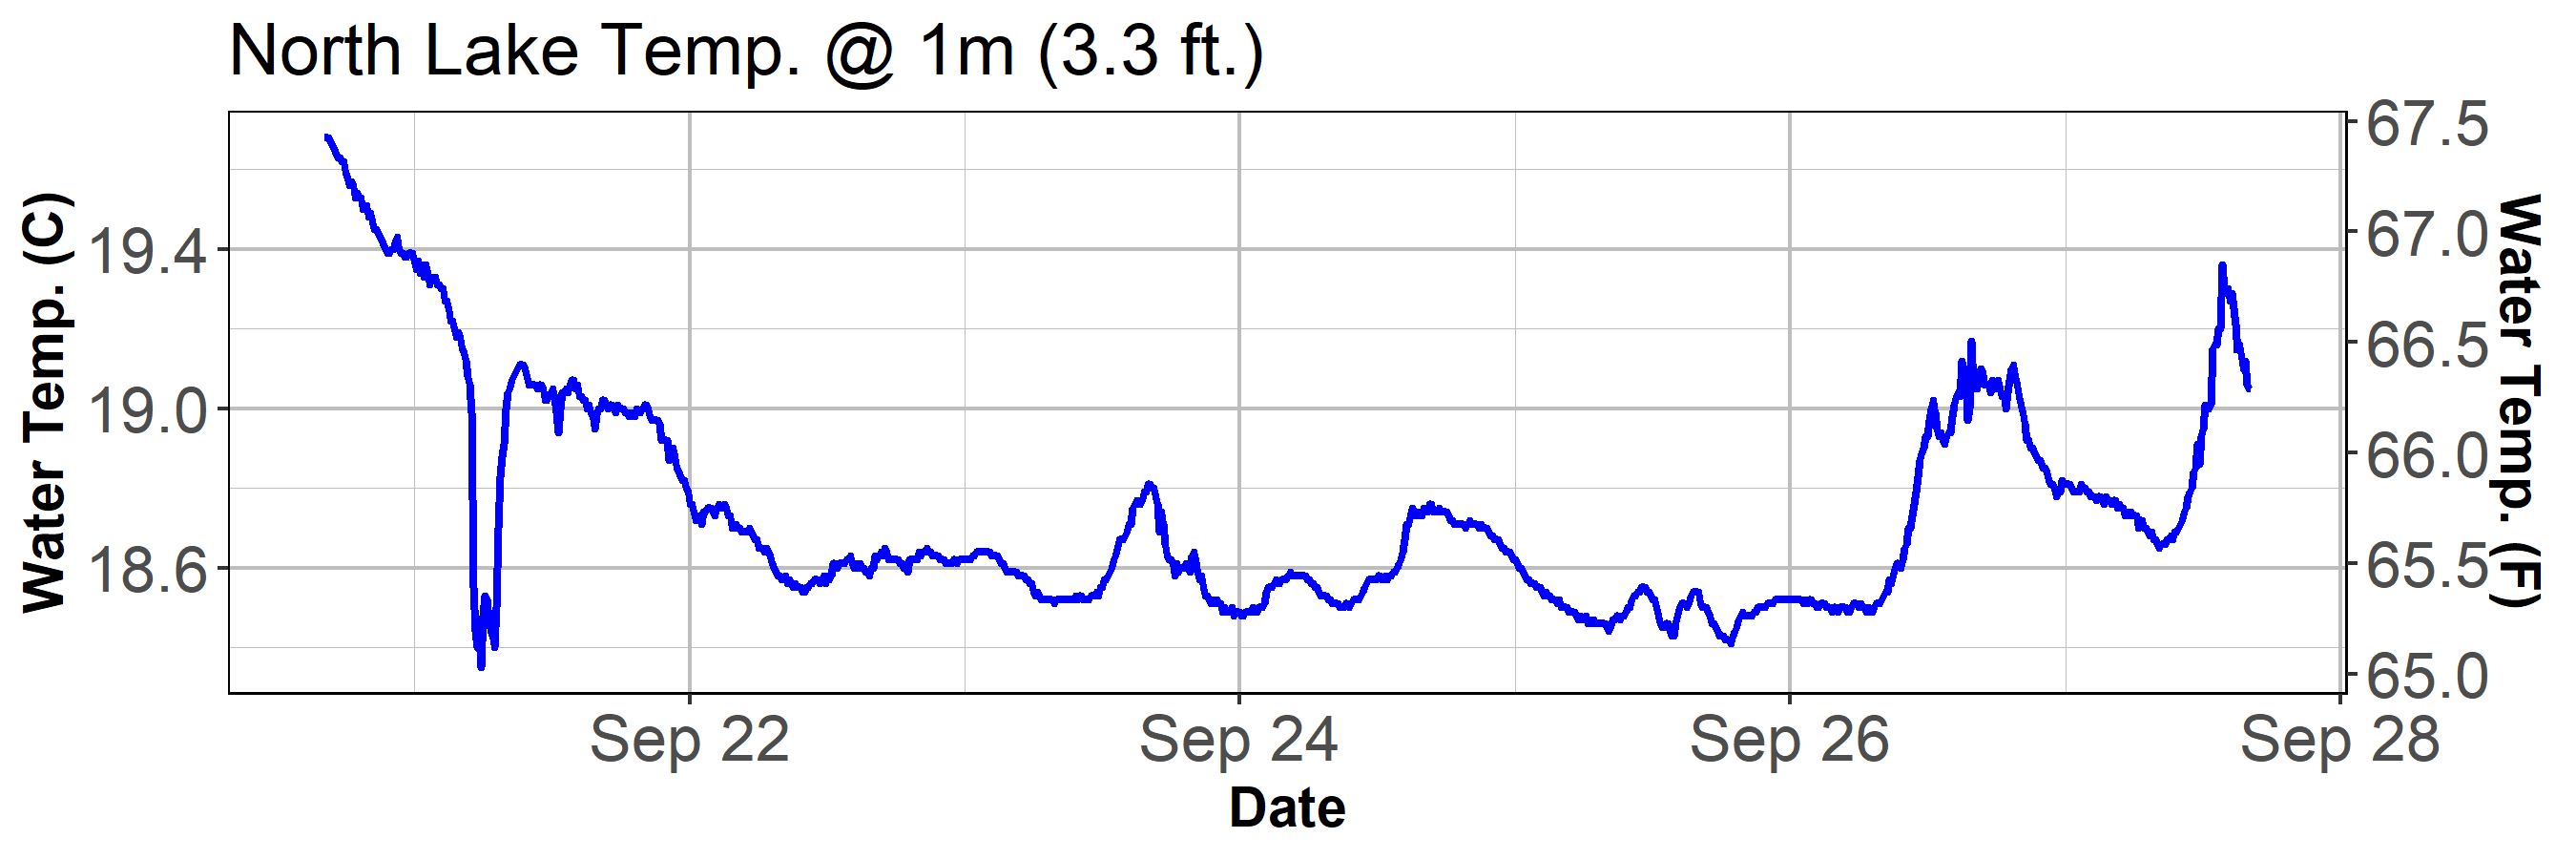 North Lake Temp. @ 1m (3.3 ft.)
Water Temp. (C)
19.4
19.0
18.6
67.5
67.0
66.5
66.0
65.5
65.0
Water Temp. (F)
Sep 22
Sep 24
Sep 26
Sep 28
Date